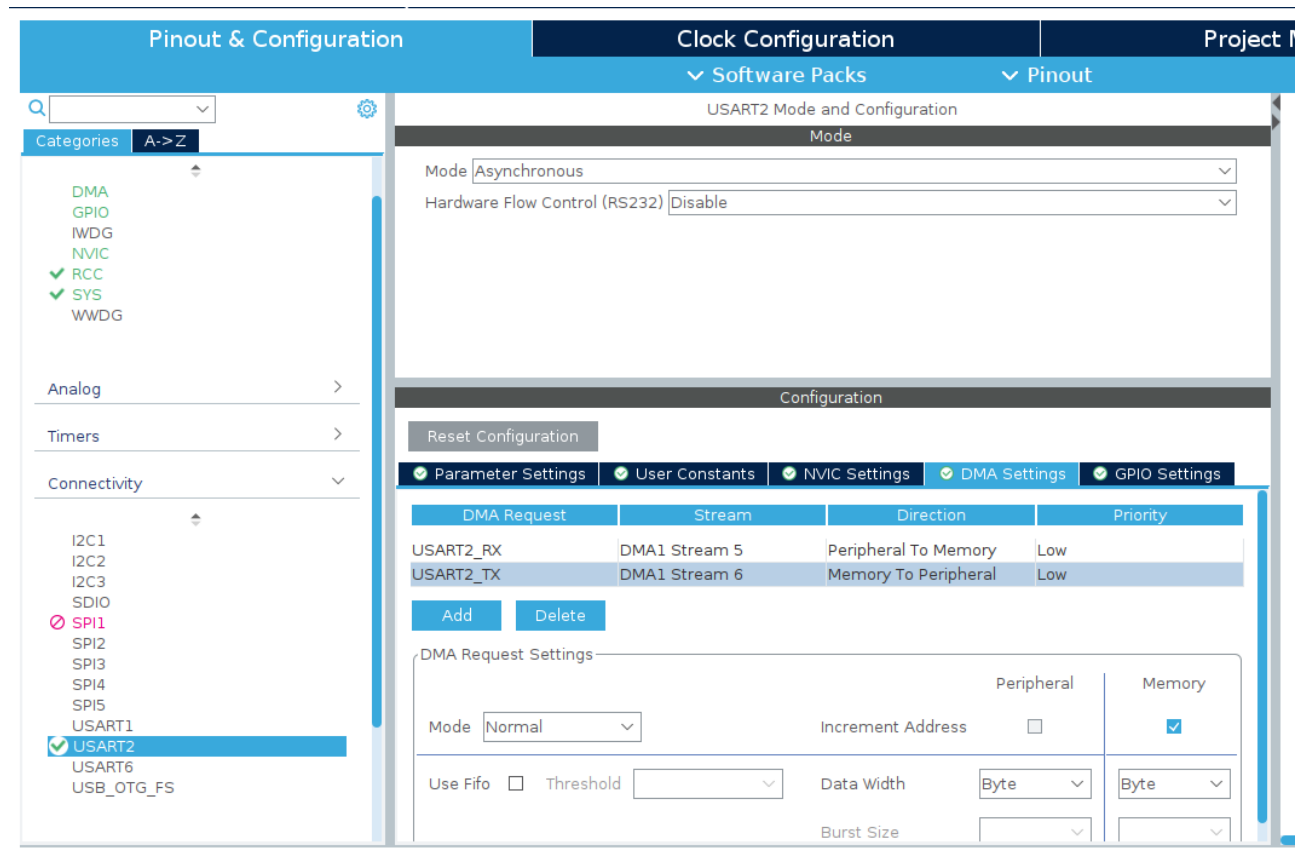 Pinout & Configuration
Clock Configuration
Project
Software Packs
Pinout
Categories
A->Z
DMA
GPIO
IWDG
NVIC
RCC
SYS
WWDG
Analog
Timers
Connectivity
I2C1
I2C2
I2C3
SDIO
SPI1
SPI2
SPI3
SPI4
SPI5
USART1
USART2
USART6
USB_OTG_FS
USART2 Mode and Configuration
Mode
Mode Asynchronous
Hardware Flow Control (RS232) Disable
Configuration
Reset Configuration
Parameter Settings
User Constants
NVIC Settings
DMA Settings
GPIO Settings
DMA Request Stream Direction Priority
USART2_RX DMA1 Stream 5 Peripheral To Memory Low
USART2_TX DMA1 Stream 6 Memory To Peripheral Low
Add Delete
DMA Request Settings
Peripheral Memory
Mode Normal Increment Address
Use Fifo Threshold Data Width Byte Byte
Burst Size